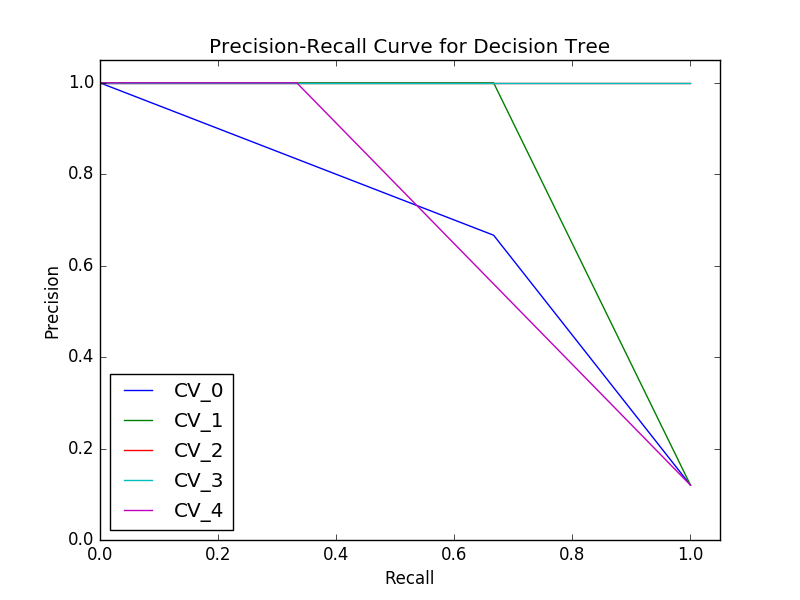 Precision-Recall Curve for Decision Tree
1.0
0.8
0.6
0.4
0.2
0.0
Precision
CV_0
CV_1
CV_2
CV_3
CV_4
0.0 0.2 0.4 0.6 0.8 1.0
Recall